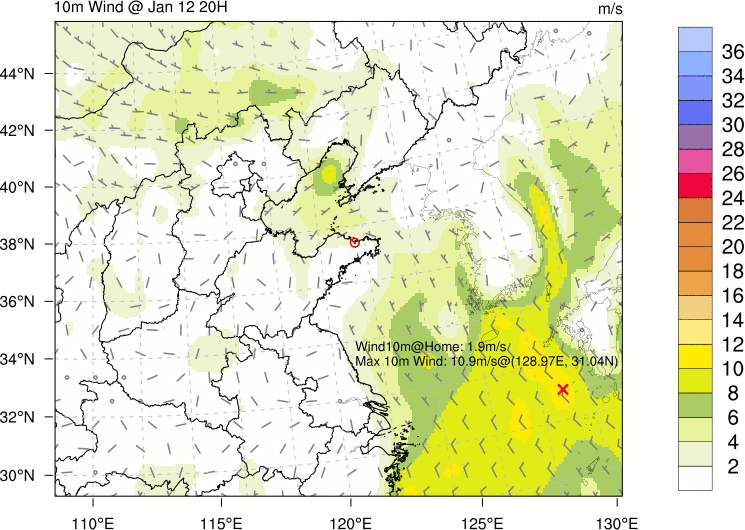 10m Wind @ Jan 12 20H
m/s
44°N
42°N
40°N
38°N
36°N
34°N
32°N
30°N
Wind10m@Home: 1.9m/s
Max 10m Wind: 10.9m/s@(128.97E, 31.04N)
110°E
115°E
120°E
125°E
130°E
36
34
32
30
28
26
24
22
20
18
16
14
12
10
8
6
4
2